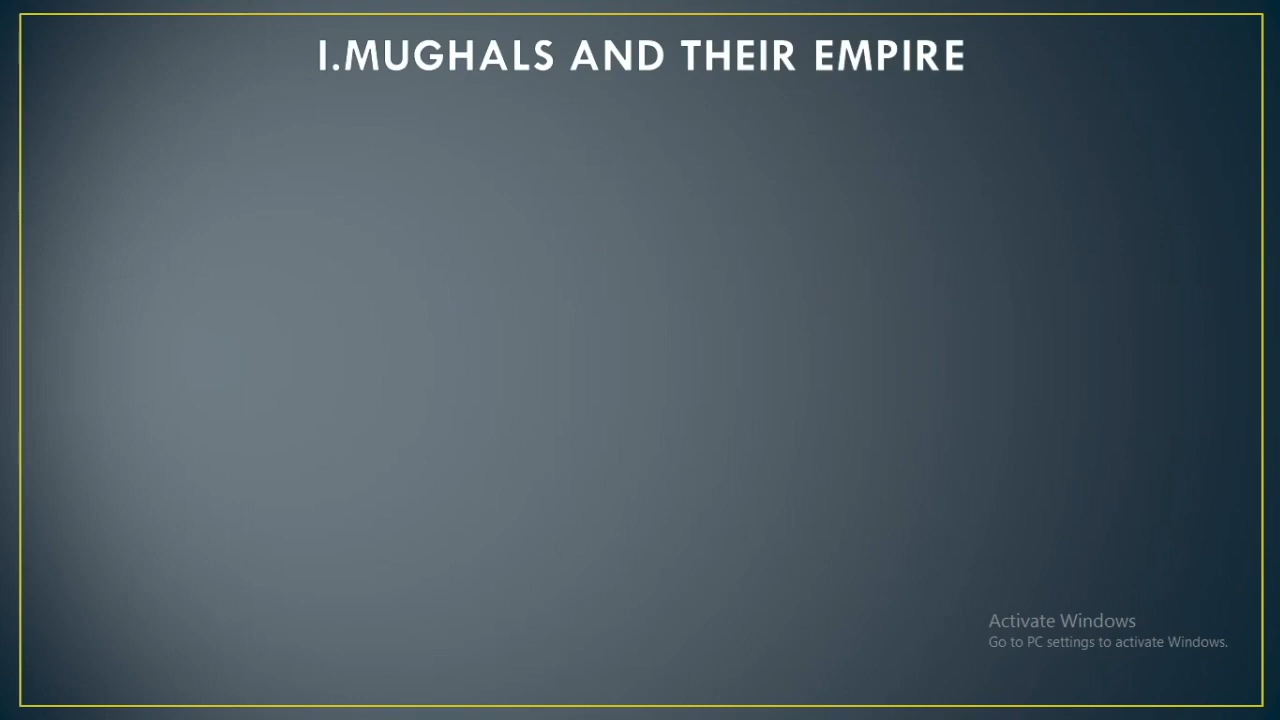 I.MUGHALS AND THEIR EMPIRE
Activate Windows
Go to PC settings to activate Windows.